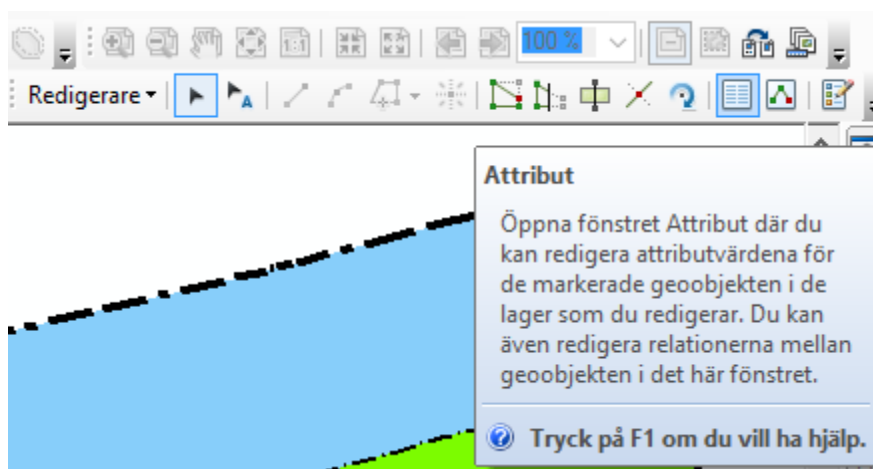 1:1
100 %
Redigerare
A
Attribut
Öppna fönstret Attribut där du
kan redigera attributvärdena för
de markerade geoobjekten i de
lager som du redigerar. Du kan
även redigera relationerna mellan
geoobjekten i det här fönstret.
Tryck på F1 om du vill ha hjälp.